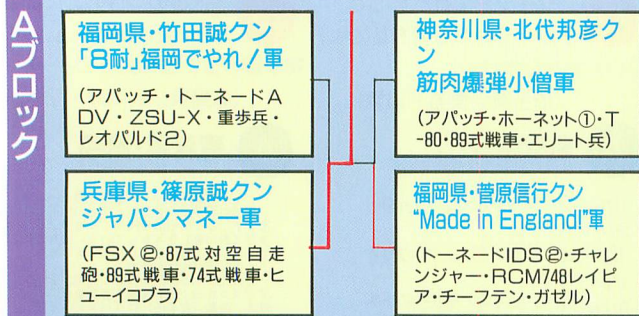 Aブロック
福岡県・竹田誠クン
「8耐」福岡でやれ！軍
（アパッチ・トーネードA
DV・ZSU-X・重歩兵・
レオパルド2）
兵庫県・篠原誠クン
ジャパンマネー軍
（FSX②・87式対空自走
砲・89式戦車・74式戦車・ヒ
ューイコブラ）
神奈川県・北代邦彦ク
ン
筋肉爆弾小僧軍
（アパッチ・ホーネット①・T
-80・89式戦車・エリート兵）
福岡県・菅原信行クン
“Made in England!”軍
（トーネードIDS②・チャレ
ンジャー・RCM748レイピ
ア・チーフテン・ガゼル）